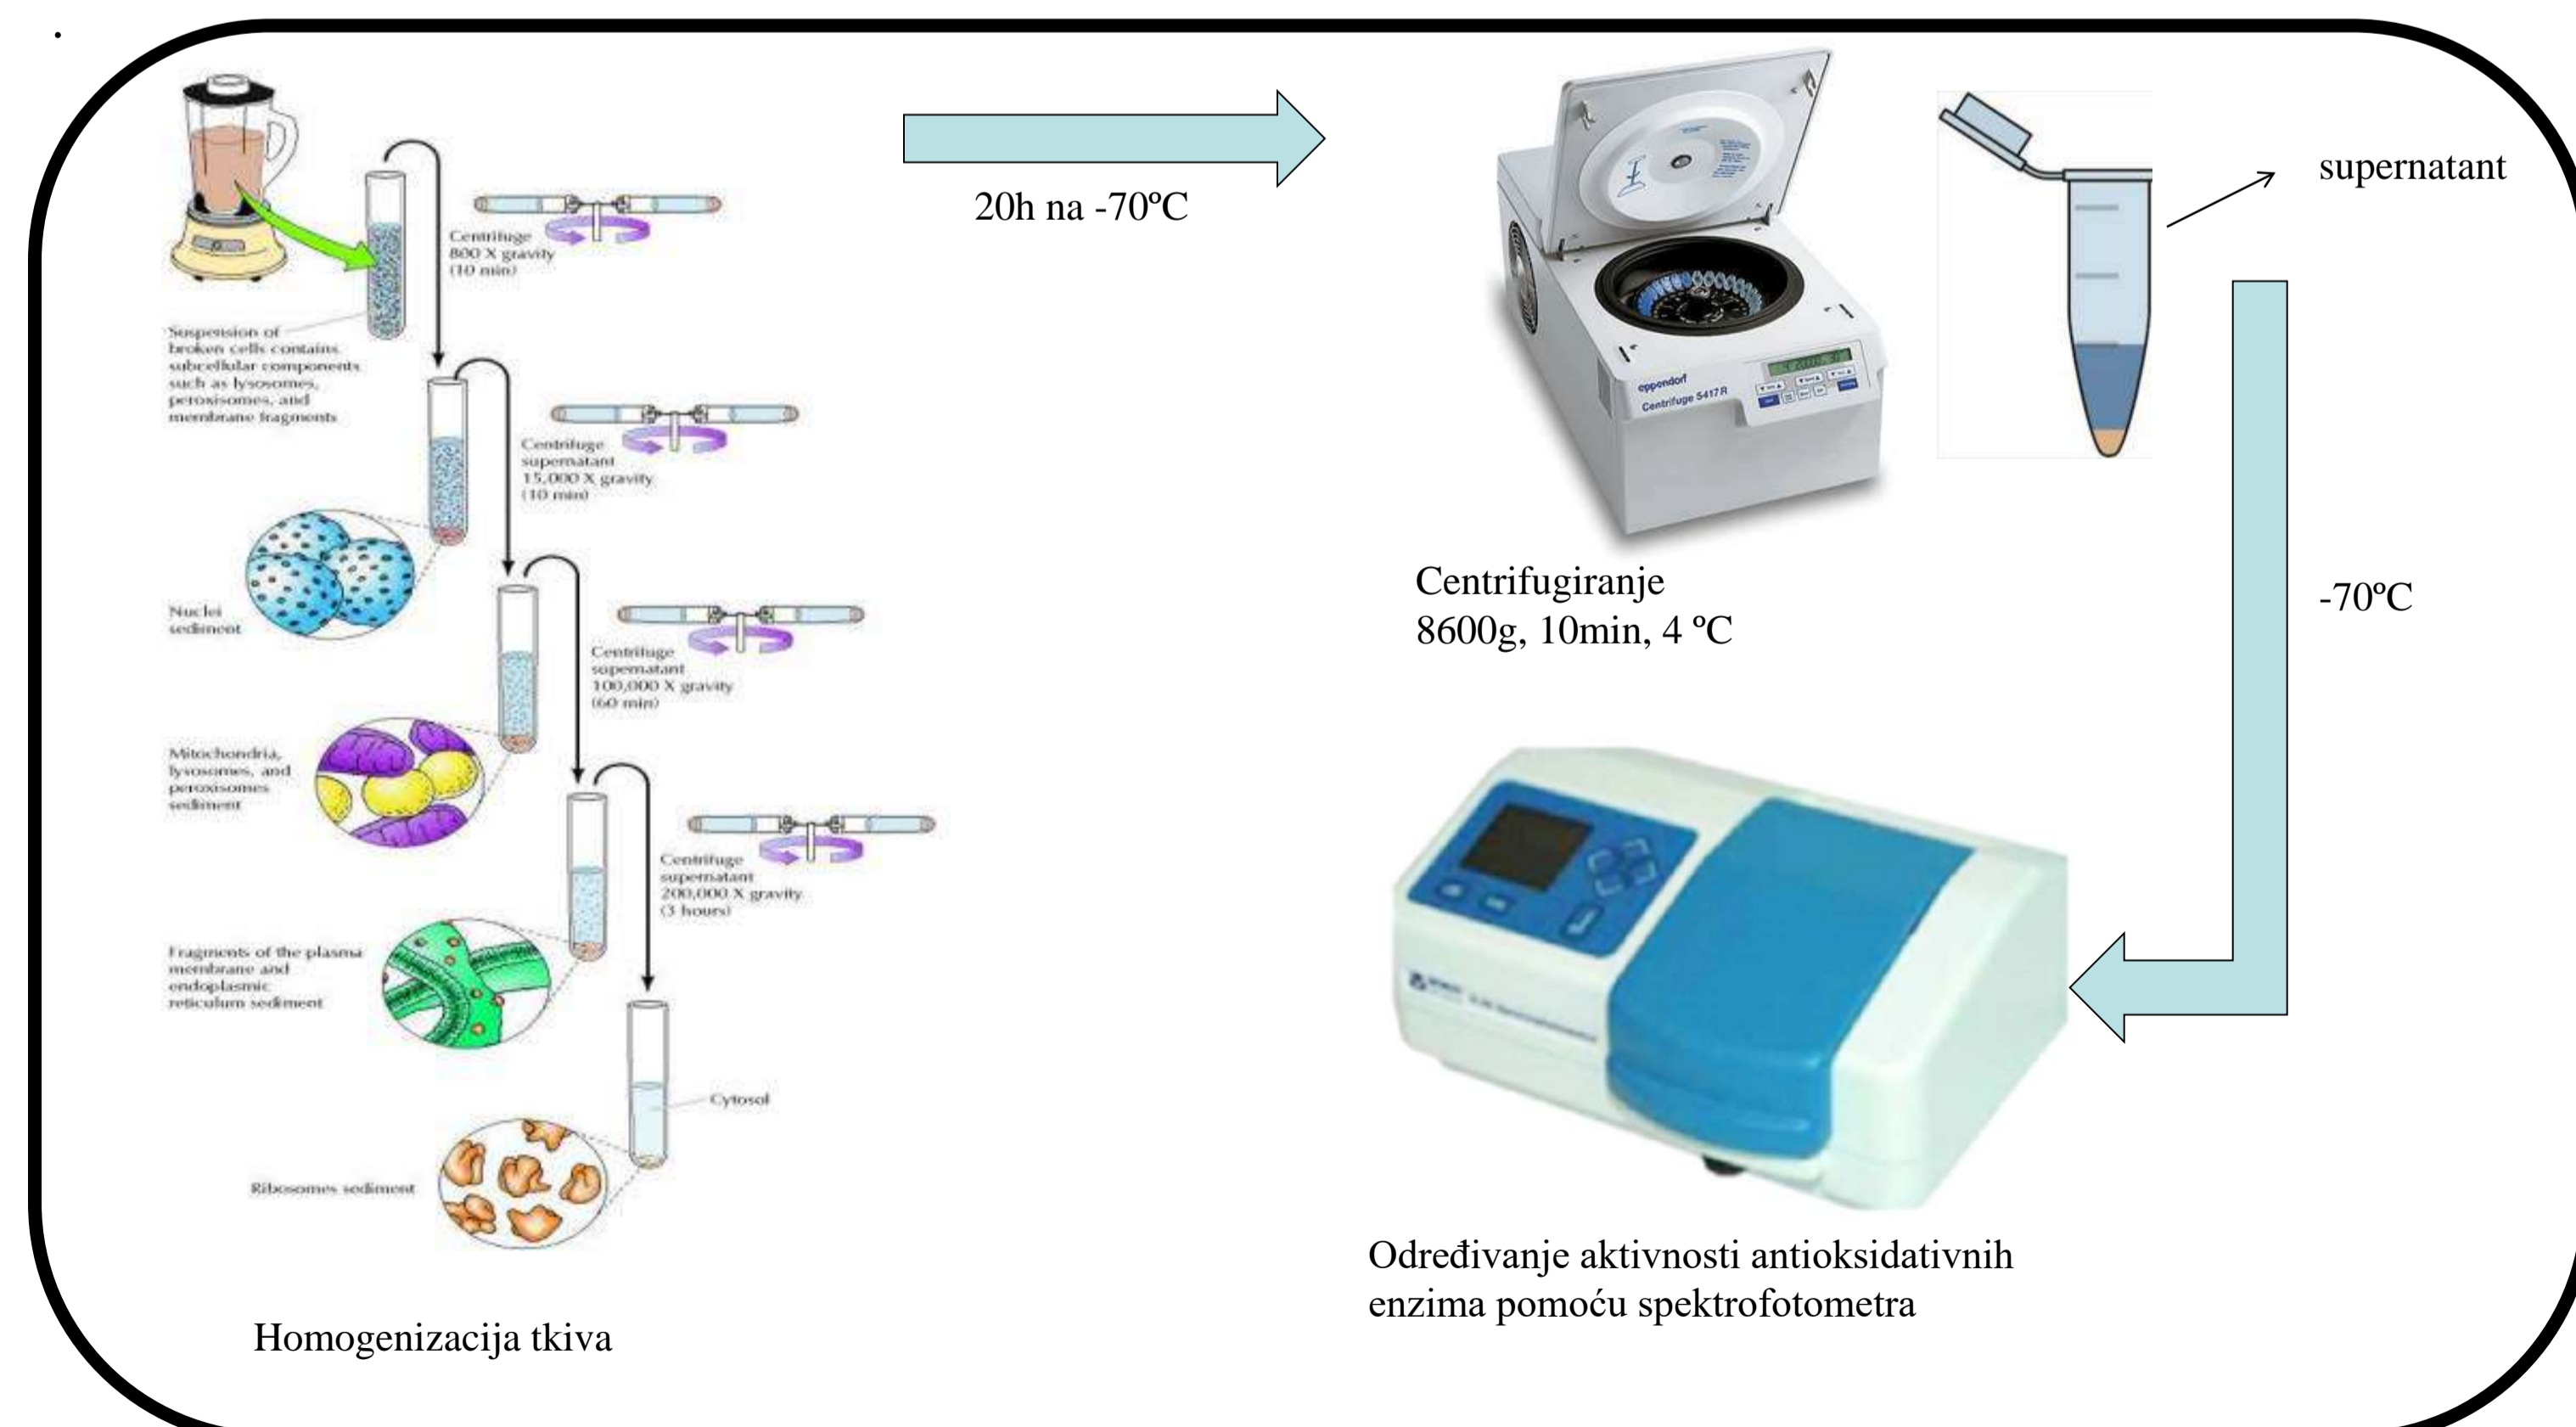 .
Centrifuge
800 X gravity
(10 min)
Suspension of
broken cells contains
subcellular components
such as lysosomes,
peroxisomes, and
membrane fragments
Centrifuge
supernatant
15,000 X gravity
(10 min)
Nuclei
sediment
Centrifuge
supernatant
100,000 X gravity
(60 min)
Mitochondria,
lysosomes, and
peroxisomes
sediment
Centrifuge
supernatant
200,000 X gravity
(3 hours)
Fragments of the plasma
membrane and
endoplasmic
reticulum sediment
Cytosol
Ribosomes sediment
Homogenizacija tkiva
20h na -70ºC
eppendorf
Centrifuge 5417R
supernatant
Centrifugiranje
8600g, 10min, 4 ºC
-70ºC
Određivanje aktivnosti antioksidativnih
enzima pomoću spektrofotometra